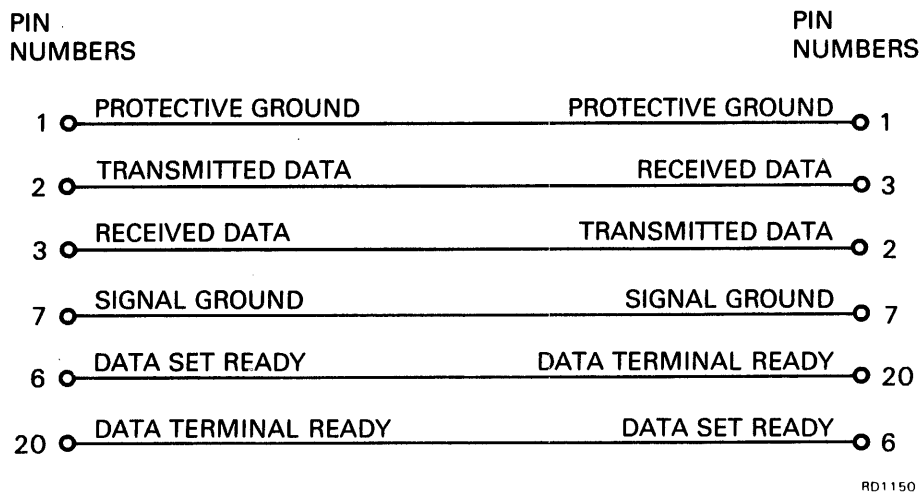 PIN NUMBERS PIN NUMBERS
1 PROTECTIVE GROUND PROTECTIVE GROUND 1
2 TRANSMITTED DATA RECEIVED DATA 3
3 RECEIVED DATA TRANSMITTED DATA 2
7 SIGNAL GROUND SIGNAL GROUND 7
6 DATA SET READY DATA TERMINAL READY 20
20 DATA TERMINAL READY DATA SET READY 6
RD1150